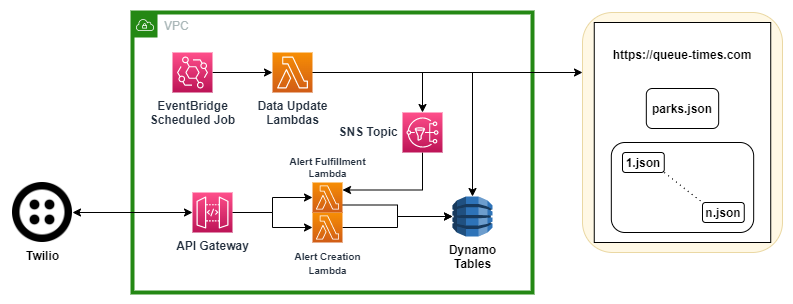 VPC
https://queue-times.com
EventBridge
Scheduled Job
Data Update
Lambdas
parks.json
SNS Topic
1.json
n.json
Alert Fulfillment
Lambda
API Gateway
Alert Creation
Lambda
Dynamo
Tables
Twilio